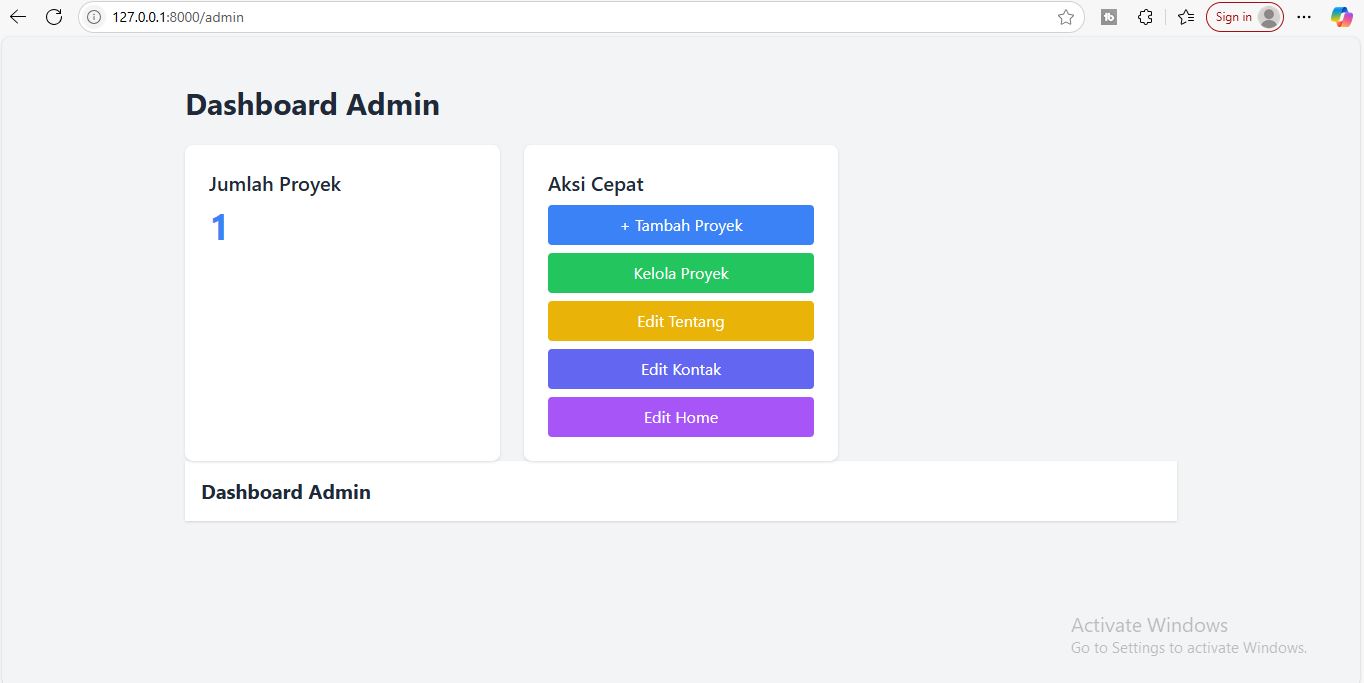 127.0.0.1:8000/admin
Sign in
Dashboard Admin
Jumlah Proyek
1
Aksi Cepat
+ Tambah Proyek
Kelola Proyek
Edit Tentang
Edit Kontak
Edit Home
Dashboard Admin
Activate Windows
Go to Settings to activate Windows.